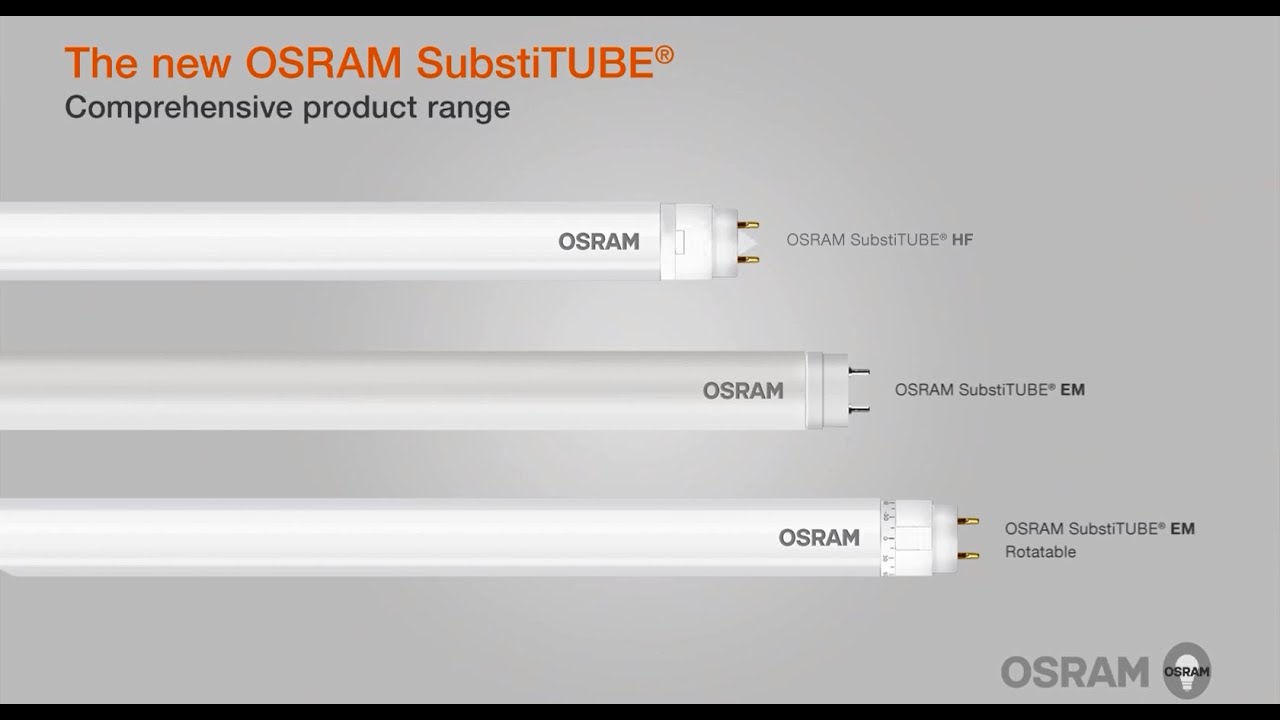 The new OSRAM SubstiTUBE®
Comprehensive product range
OSRAM
OSRAM SubstiTUBE® HF
OSRAM
OSRAM SubstiTUBE® EM
OSRAM
OSRAM SubstiTUBE® EM
Rotatable
OSRAM
OSRAM